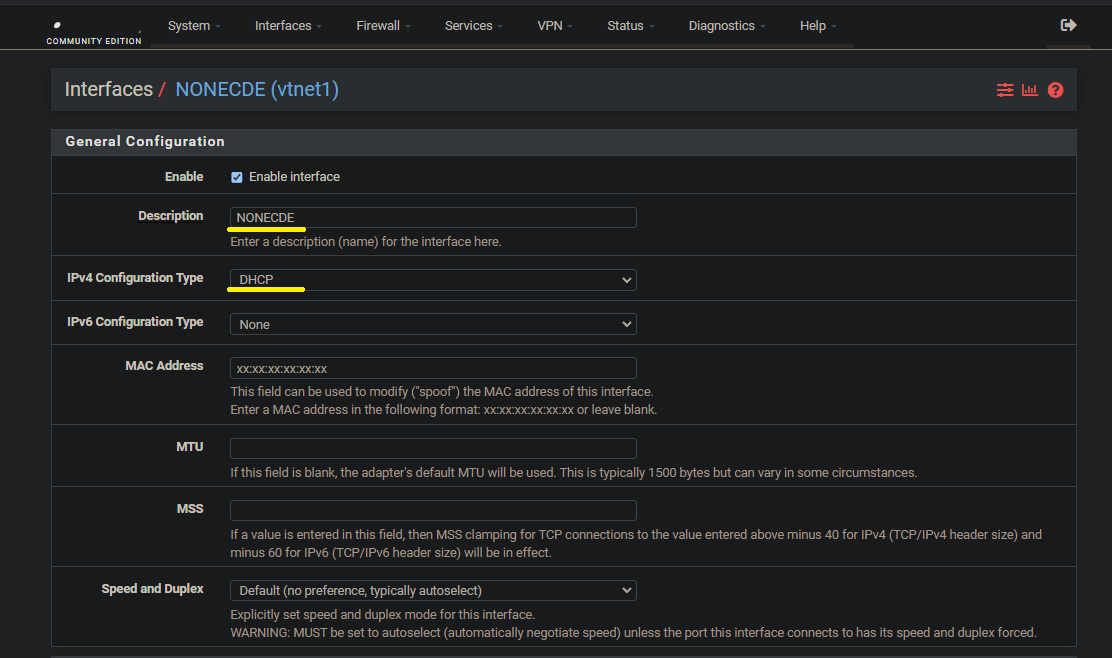 COMMUNITY EDITION
System Interfaces Firewall Services VPN Status Diagnostics Help
Interfaces / NONECDE (vtnet1)
General Configuration
Enable Enable interface
Description NONECDE
Enter a description (name) for the interface here.
IPv4 Configuration Type DHCP
IPv6 Configuration Type None
MAC Address xx:xx:xx:xx:xx:xx
This field can be used to modify ("spoof") the MAC address of this interface.
Enter a MAC address in the following format: xx:xx:xx:xx:xx:xx or leave blank.
MTU
If this field is blank, the adapter's default MTU will be used. This is typically 1500 bytes but can vary in some circumstances.
MSS
If a value is entered in this field, then MSS clamping for TCP connections to the value entered above minus 40 for IPv4 (TCP/IPv4 header size) and
minus 60 for IPv6 (TCP/IPv6 header size) will be in effect.
Speed and Duplex Default (no preference, typically autoselect)
Explicitly set speed and duplex mode for this interface.
WARNING: MUST be set to autoselect (automatically negotiate speed) unless the port this interface connects to has its speed and duplex forced.